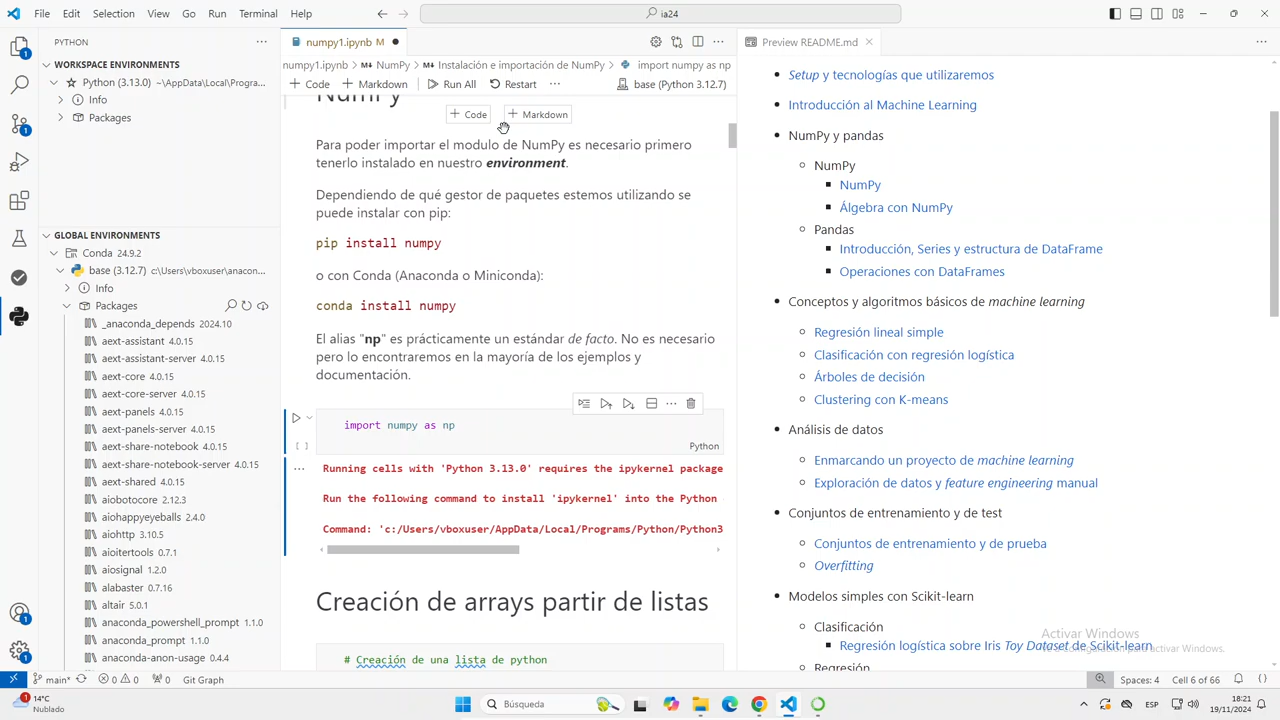 File Edit Selection View Go Run Terminal Help
ia24
PYTHON
WORKSPACE ENVIRONMENTS
Python (3.13.0) ~/AppData/Local/Progra...
Info
Packages
GLOBAL ENVIRONMENTS
Conda (24.9.0)
base (3.12.7) c:\Users\vboxuser\anaco...
Info
Packages
_anaconda_depends 2024.10
aext-assistant 4.0.15
aext-assistant-server 4.0.15
aext-core 4.0.15
aext-core-server 4.0.15
aext-panels 4.0.15
aext-panels-server 4.0.15
aext-share-notebook 4.0.15
aext-share-notebook-server 4.0.15
aext-shared 4.0.15
aiobotocore 2.12.3
aiohappyeyeballs 2.4.0
aiohttp 3.10.5
aioitertools 0.7.1
aiosignal 1.2.0
alabaster 0.7.16
altair 5.0.1
anaconda_powershell_prompt 1.1.0
anaconda_prompt 1.1.0
anaconda-anon-usage 0.4.4
numpy1.ipynb M
numpy1.ipynb > NumPy > Instalación e importación de NumPy > import numpy as np
Code Markdown Run All Restart ... base (Python 3.12.7)
NumPy
Code Markdown
Para poder importar el modulo de NumPy es necesario primero
tenerlo instalado en nuestro environment.
Dependiendo de qué gestor de paquetes estemos utilizando se
puede instalar con pip:
pip install numpy
o con Conda (Anaconda o Miniconda):
conda install numpy
El alias "np" es prácticamente un estándar de facto. No es necesario
pero lo encontraremos en la mayoría de los ejemplos y
documentación.
import numpy as np
Python
Running cells with 'Python 3.13.0' requires the ipykernel package
Run the following command to install 'ipykernel' into the Python
Command: 'c:/Users/vboxuser/AppData/Local/Programs/Python/Python3
Creación de arrays partir de listas
# Creación de una lista de python
Preview README.md
Setup y tecnologías que utilizaremos
Introducción al Machine Learning
NumPy y pandas
NumPy
NumPy
Álgebra con NumPy
Pandas
Introducción, Series y estructura de DataFrame
Operaciones con DataFrames
Conceptos y algoritmos básicos de machine learning
Regresión lineal simple
Clasificación con regresión logística
Árboles de decisión
Clustering con K-means
Análisis de datos
Enmarcando un proyecto de machine learning
Exploración de datos y feature engineering manual
Conjuntos de entrenamiento y de test
Conjuntos de entrenamiento y de prueba
Overfitting
Modelos simples con Scikit-learn
Clasificación
Regresión logística sobre Iris Toy Dataset de Scikit-learn
Regresión
Activar Windows
activar Windows.
main* 0 0 0 Git Graph
Spaces: 4 Cell 6 of 66
14°C
Nublado
Búsqueda
ESP
18:21
19/11/2024